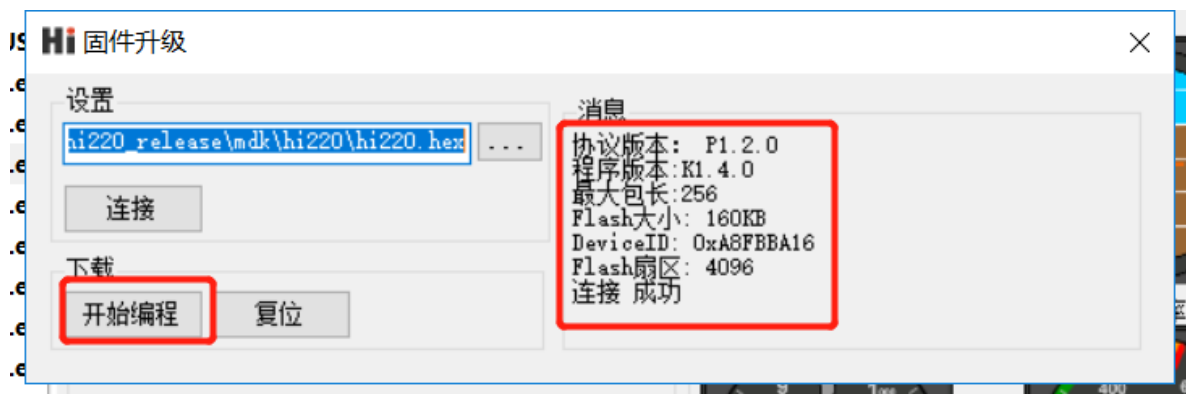 Hi 固件升级
设置
hi220_release\mdk\hi220\hi220.hex
...
连接
下载
开始编程
复位
消息
协议版本: P1.2.0
程序版本:K1.4.0
最大包长:256
Flash大小: 160KB
DeviceID: 0xA8FBBA16
Flash扇区: 4096
连接 成功
9
400